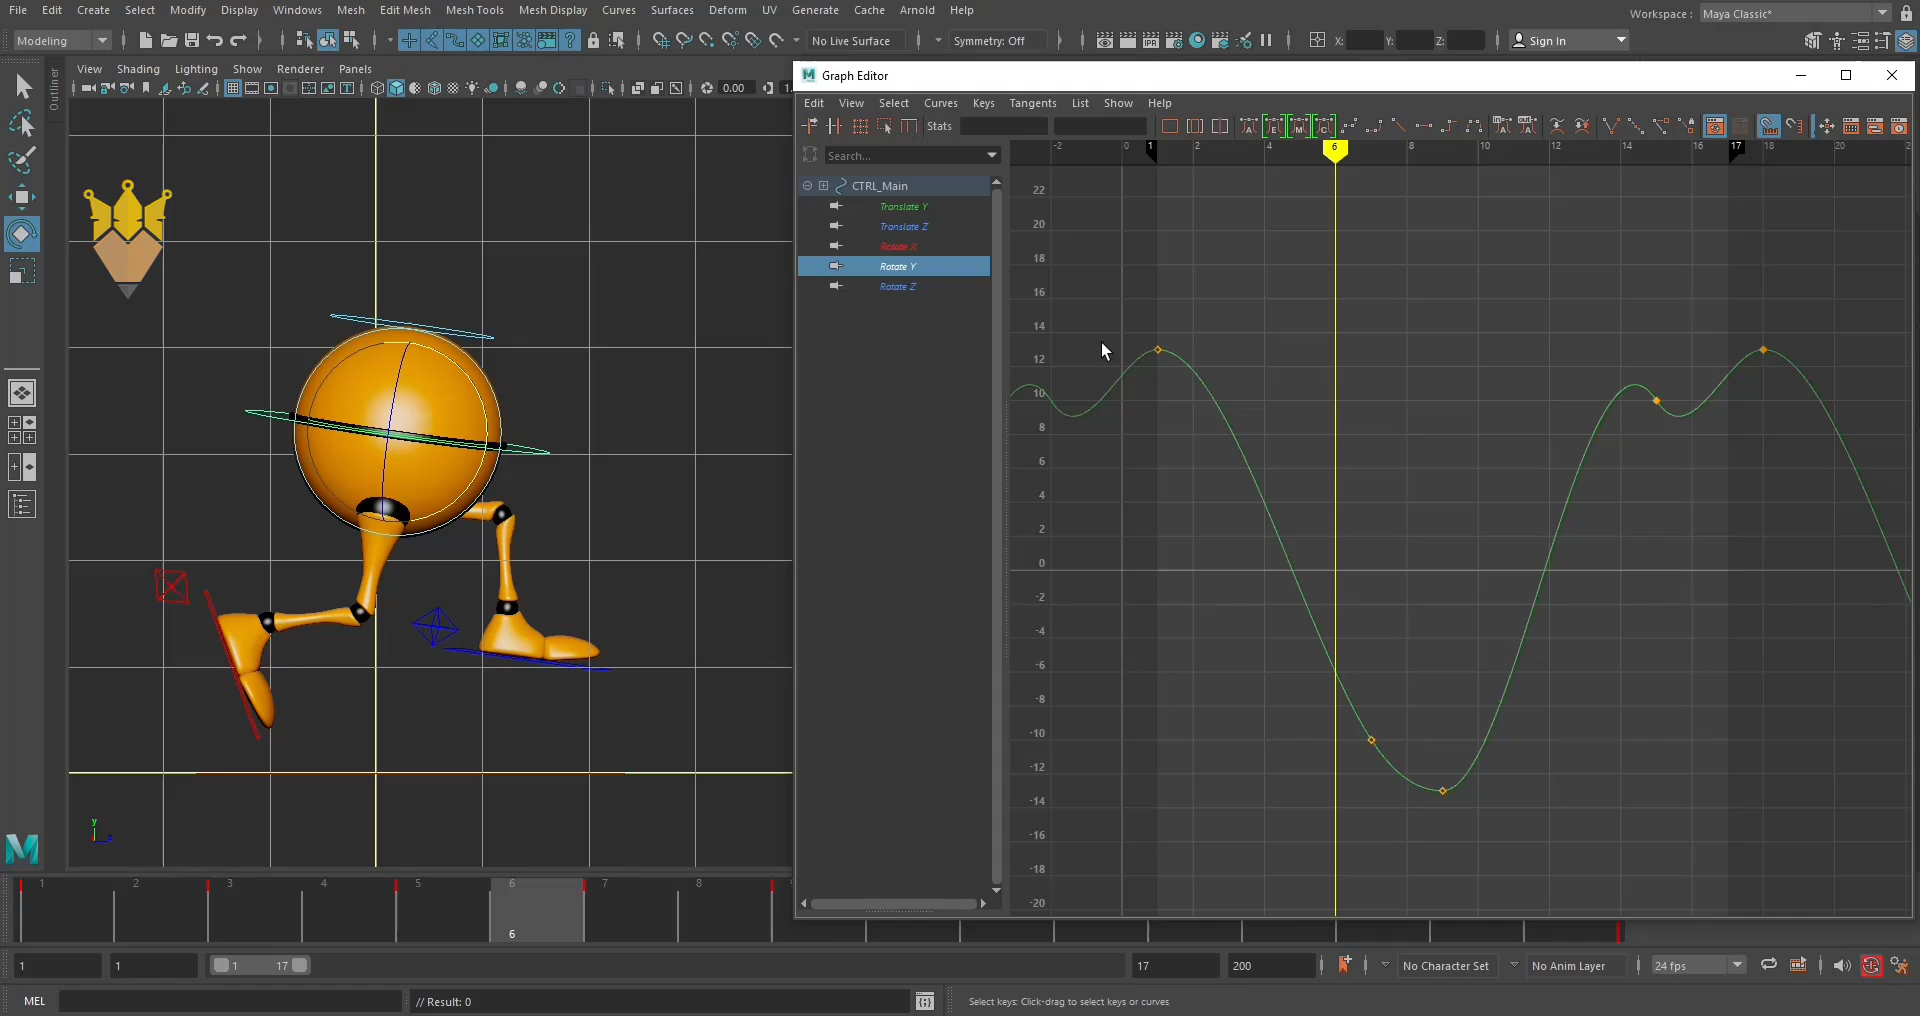 File Edit Create Select Modify Display Windows Mesh Edit Mesh Mesh Tools Mesh Display Curves Surfaces Deform UV Generate Cache Arnold Help
Workspace : Maya Classic*
Modeling
No Live Surface
Symmetry: Off
IPR
X: Y: Z:
Sign In
Outliner
View Shading Lighting Show Renderer Panels
0.00
Graph Editor
Edit View Select Curves Keys Tangents List Show Help
Stats
Search...
CTRL_Main
Translate Y
Translate Z
Rotate X
Rotate Y
Rotate Z
-2 0 1 2 4 6 8 10 12 14 16 17 18 20
22
20
18
16
14
12
10
8
6
4
2
0
-2
-4
-6
-8
-10
-12
-14
-16
-18
-20
y
1 2 3 4 5 6 7 8
6
1 1 1 17 17 200 No Character Set No Anim Layer 24 fps
MEL // Result: 0 Select keys: Click-drag to select keys or curves